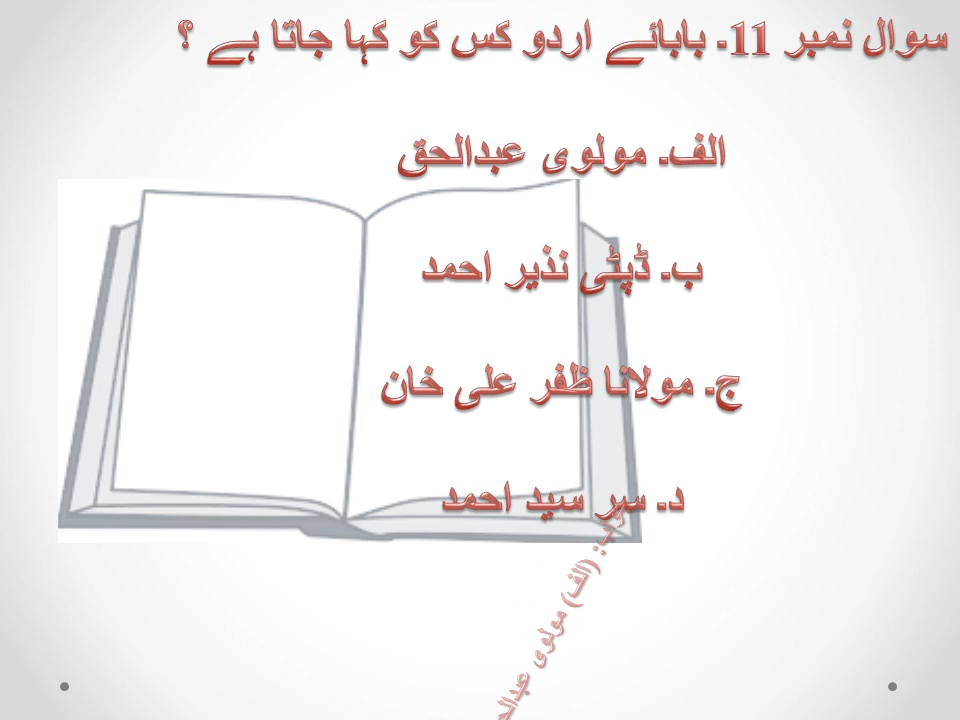 سوال نمبر 11۔ بابائے اردو کس کو کہا جاتا ہے ؟
الف۔ مولوی عبدالحق
ب۔ ڈپٹی نذیر احمد
ج۔ مولانا ظفر علی خان
د۔ سر سید احمد
(الف) مولوی